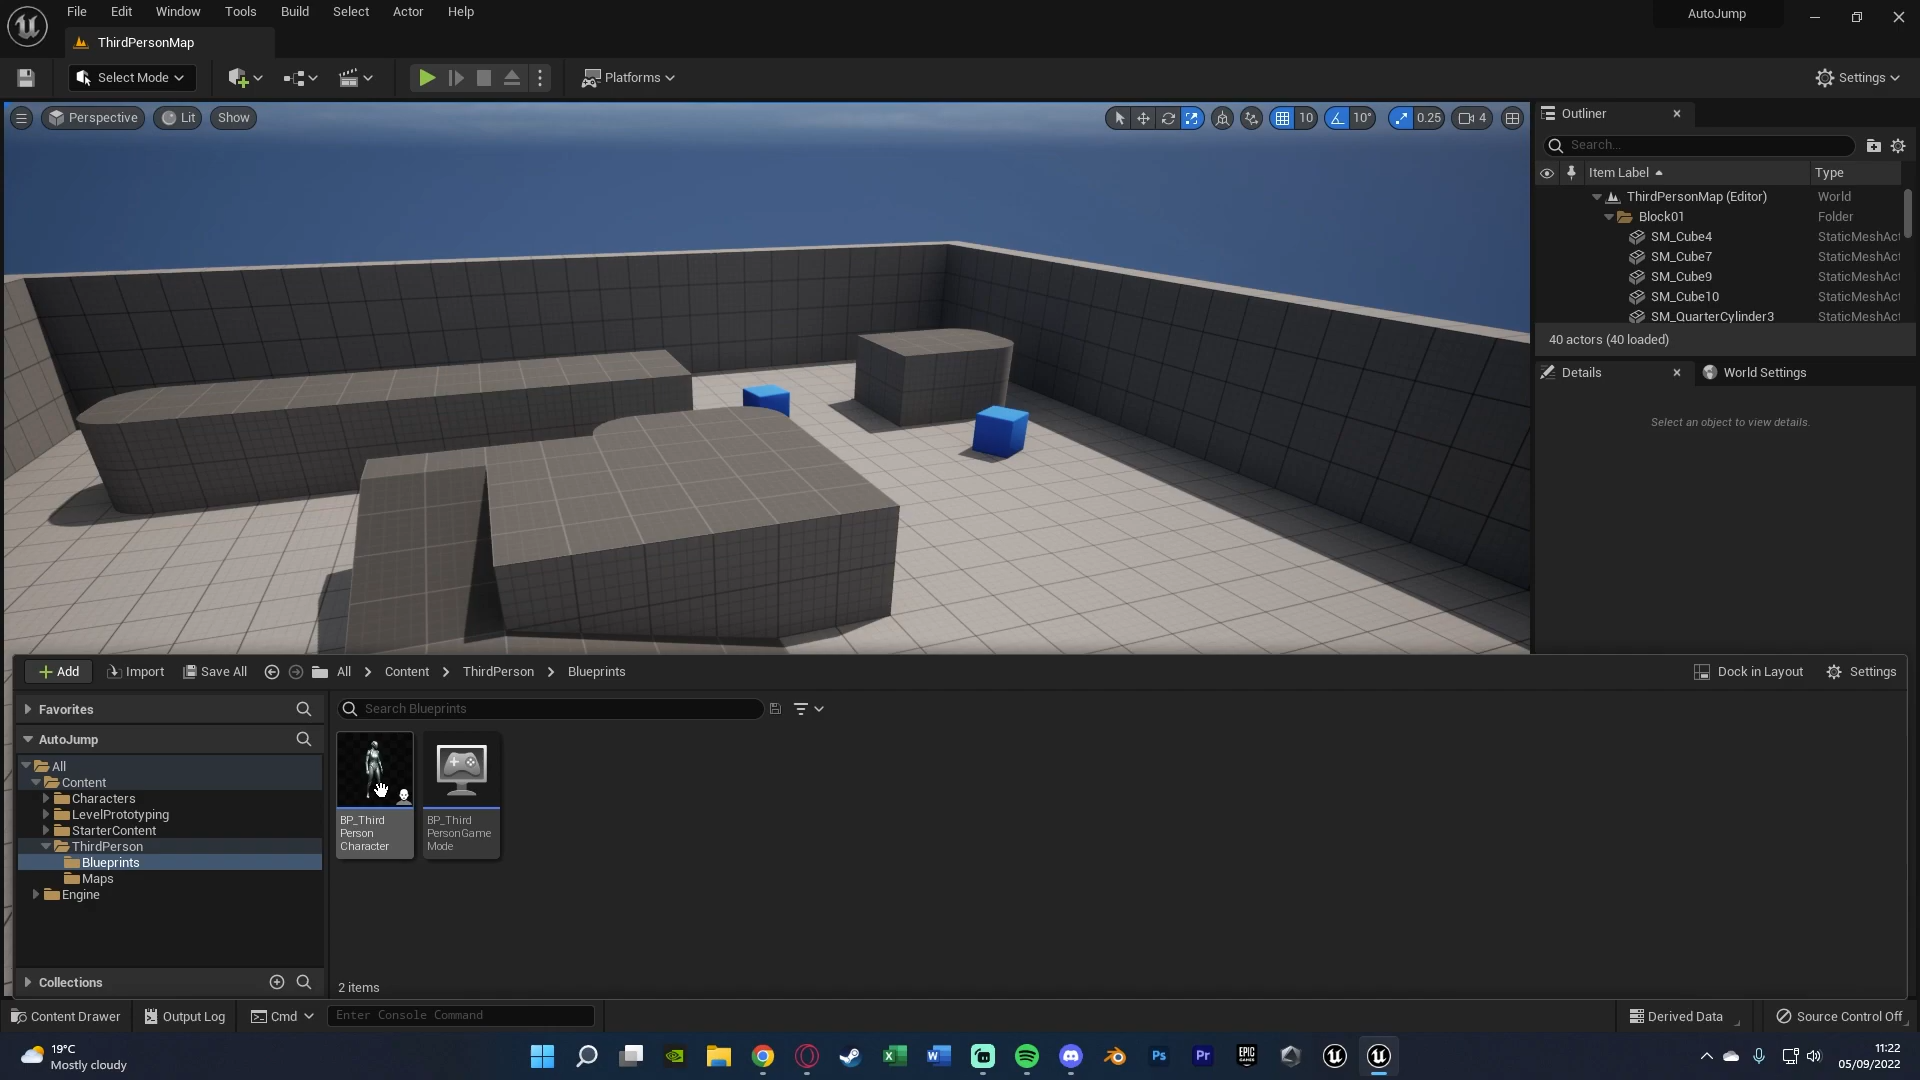 File Edit Window Tools Build Select Actor Help
AutoJump
ThirdPersonMap
Select Mode
Platforms
Settings
Perspective Lit Show
10 10° 0.25 4
Outliner
Search...
Item Label Type
ThirdPersonMap (Editor) World
Block01 Folder
SM_Cube4 StaticMeshAct
SM_Cube7 StaticMeshAct
SM_Cube9 StaticMeshAct
SM_Cube10 StaticMeshAct
SM_QuarterCylinder3 StaticMeshAct
40 actors (40 loaded)
Details World Settings
Select an object to view details.
Add Import Save All All Content ThirdPerson Blueprints
Dock in Layout Settings
Favorites
Search Blueprints
AutoJump
All
Content
Characters
LevelPrototyping
StarterContent
ThirdPerson
Blueprints
Maps
Engine
BP_Third
Person
Character
BP_Third
PersonGame
Mode
Collections
2 items
Content Drawer Output Log Cmd Enter Console Command
Derived Data Source Control Off
19°C
Mostly cloudy
X W Ps Pr EPIC GAMES
11:22
05/09/2022